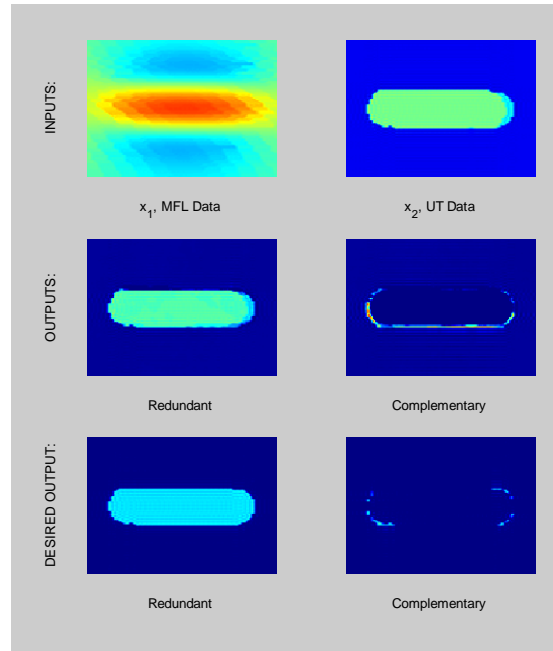 INPUTS:
x1, MFL Data
x2, UT Data
OUTPUTS:
Redundant
Complementary
DESIRED OUTPUT:
Redundant
Complementary